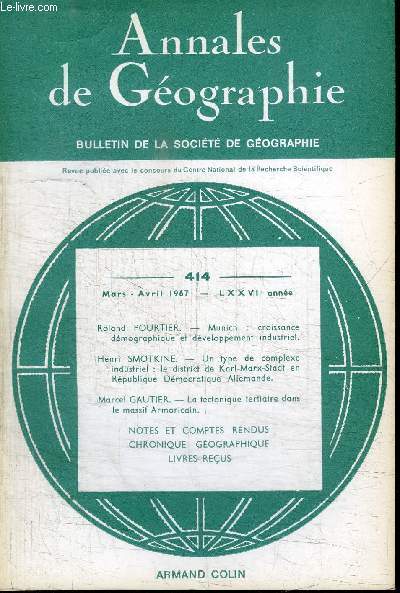 Le-livre.com
Annales
de Géographie
BULLETIN DE LA SOCIÉTÉ DE GÉOGRAPHIE
Revue publiée avec le concours du Centre National de la Recherche Scientifique
414
Mars - Avril 1967 — LXXVI année
Roland POURTIER. — Munich : croissance
démographique et développement industriel.
Henri SMOTKINE. — Un type de complexe
industriel : le district de Karl-Marx-Stadt en
République Démocratique Allemande.
Marcel GAUTIER. — La tectonique tertiaire dans
le massif Armoricain.
NOTES ET COMPTES RENDUS
CHRONIQUE GÉOGRAPHIQUE
LIVRES REÇUS
ARMAND COLIN